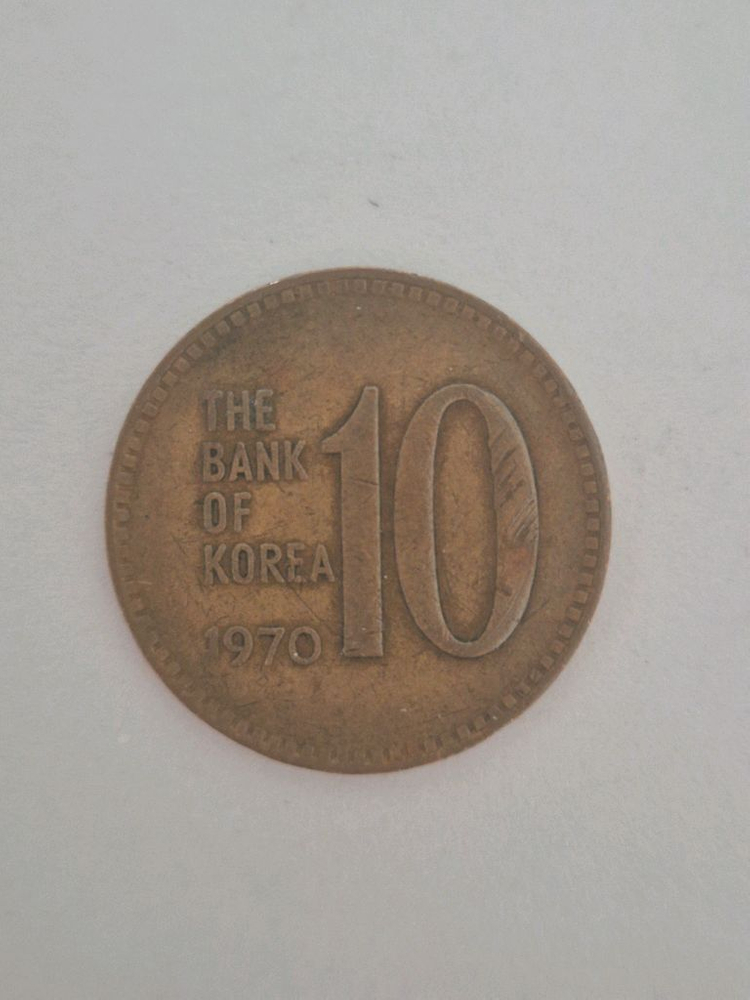 THE
BANK
OF
KOREA
1970
10